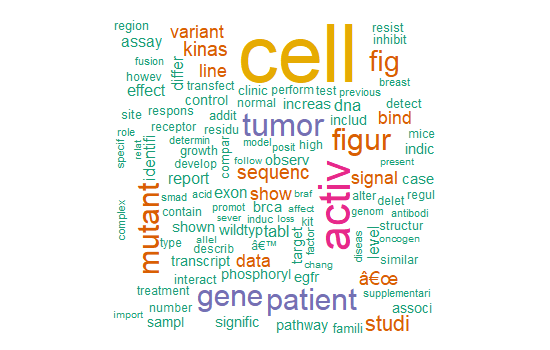 region
variant
cell
resist
assay
kinas
inhibit
fusion
differ
line
fig
howev
transfect
clinic
perform
test
previous
breast
effect
control
normal
increas
dna
detect
site
respons
addit
tumor
includ
bind
role
receptor
residu
figur
mice
specif
relat
identifi
determin
compar
model
posit
high
indic
growth
follow
observ
present
develop
sequenc
activ
signal
case
report
mutant
smad
acid
exon
show
alter
delet
regul
contain
promot
brca
braf
affect
genom
antibodi
complex
sever
induc
loss
kit
structur
shown
wildtyp
tabl
target
factor
level
oncogen
type
allel
describ
â€™
diseas
similar
transcript
data
chang
interact
phosphoryl
egfr
â€œ
treatment
gene
patient
supplementari
number
associ
import
sampl
signific
pathway
famili
studi